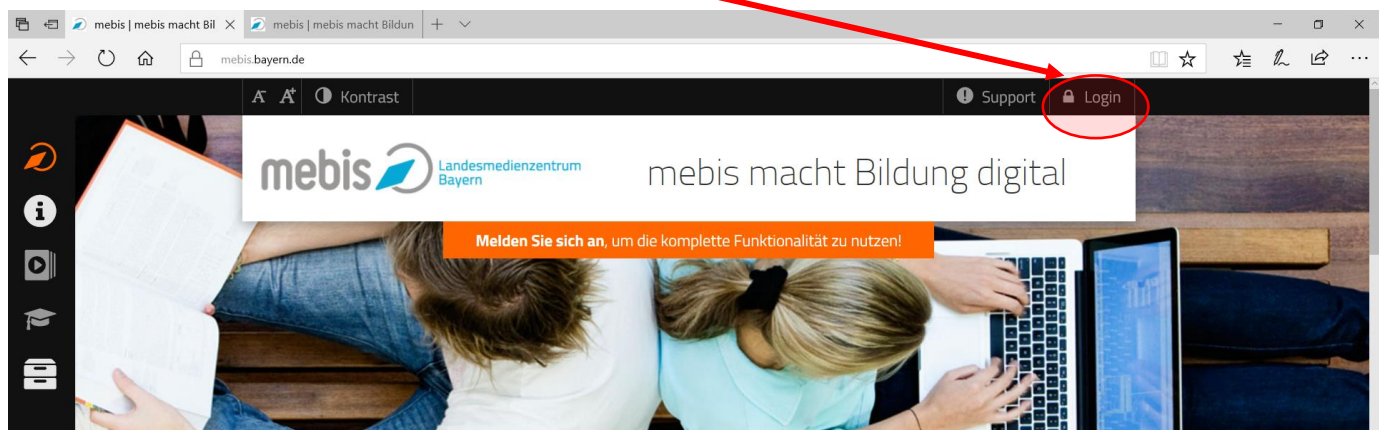 mebis | mebis macht Bil
mebis | mebis macht Bildun
mebis.bayern.de
A- A+ Kontrast
Support
Login
mebis Landesmedienzentrum Bayern
mebis macht Bildung digital
Melden Sie sich an, um die komplette Funktionalität zu nutzen!